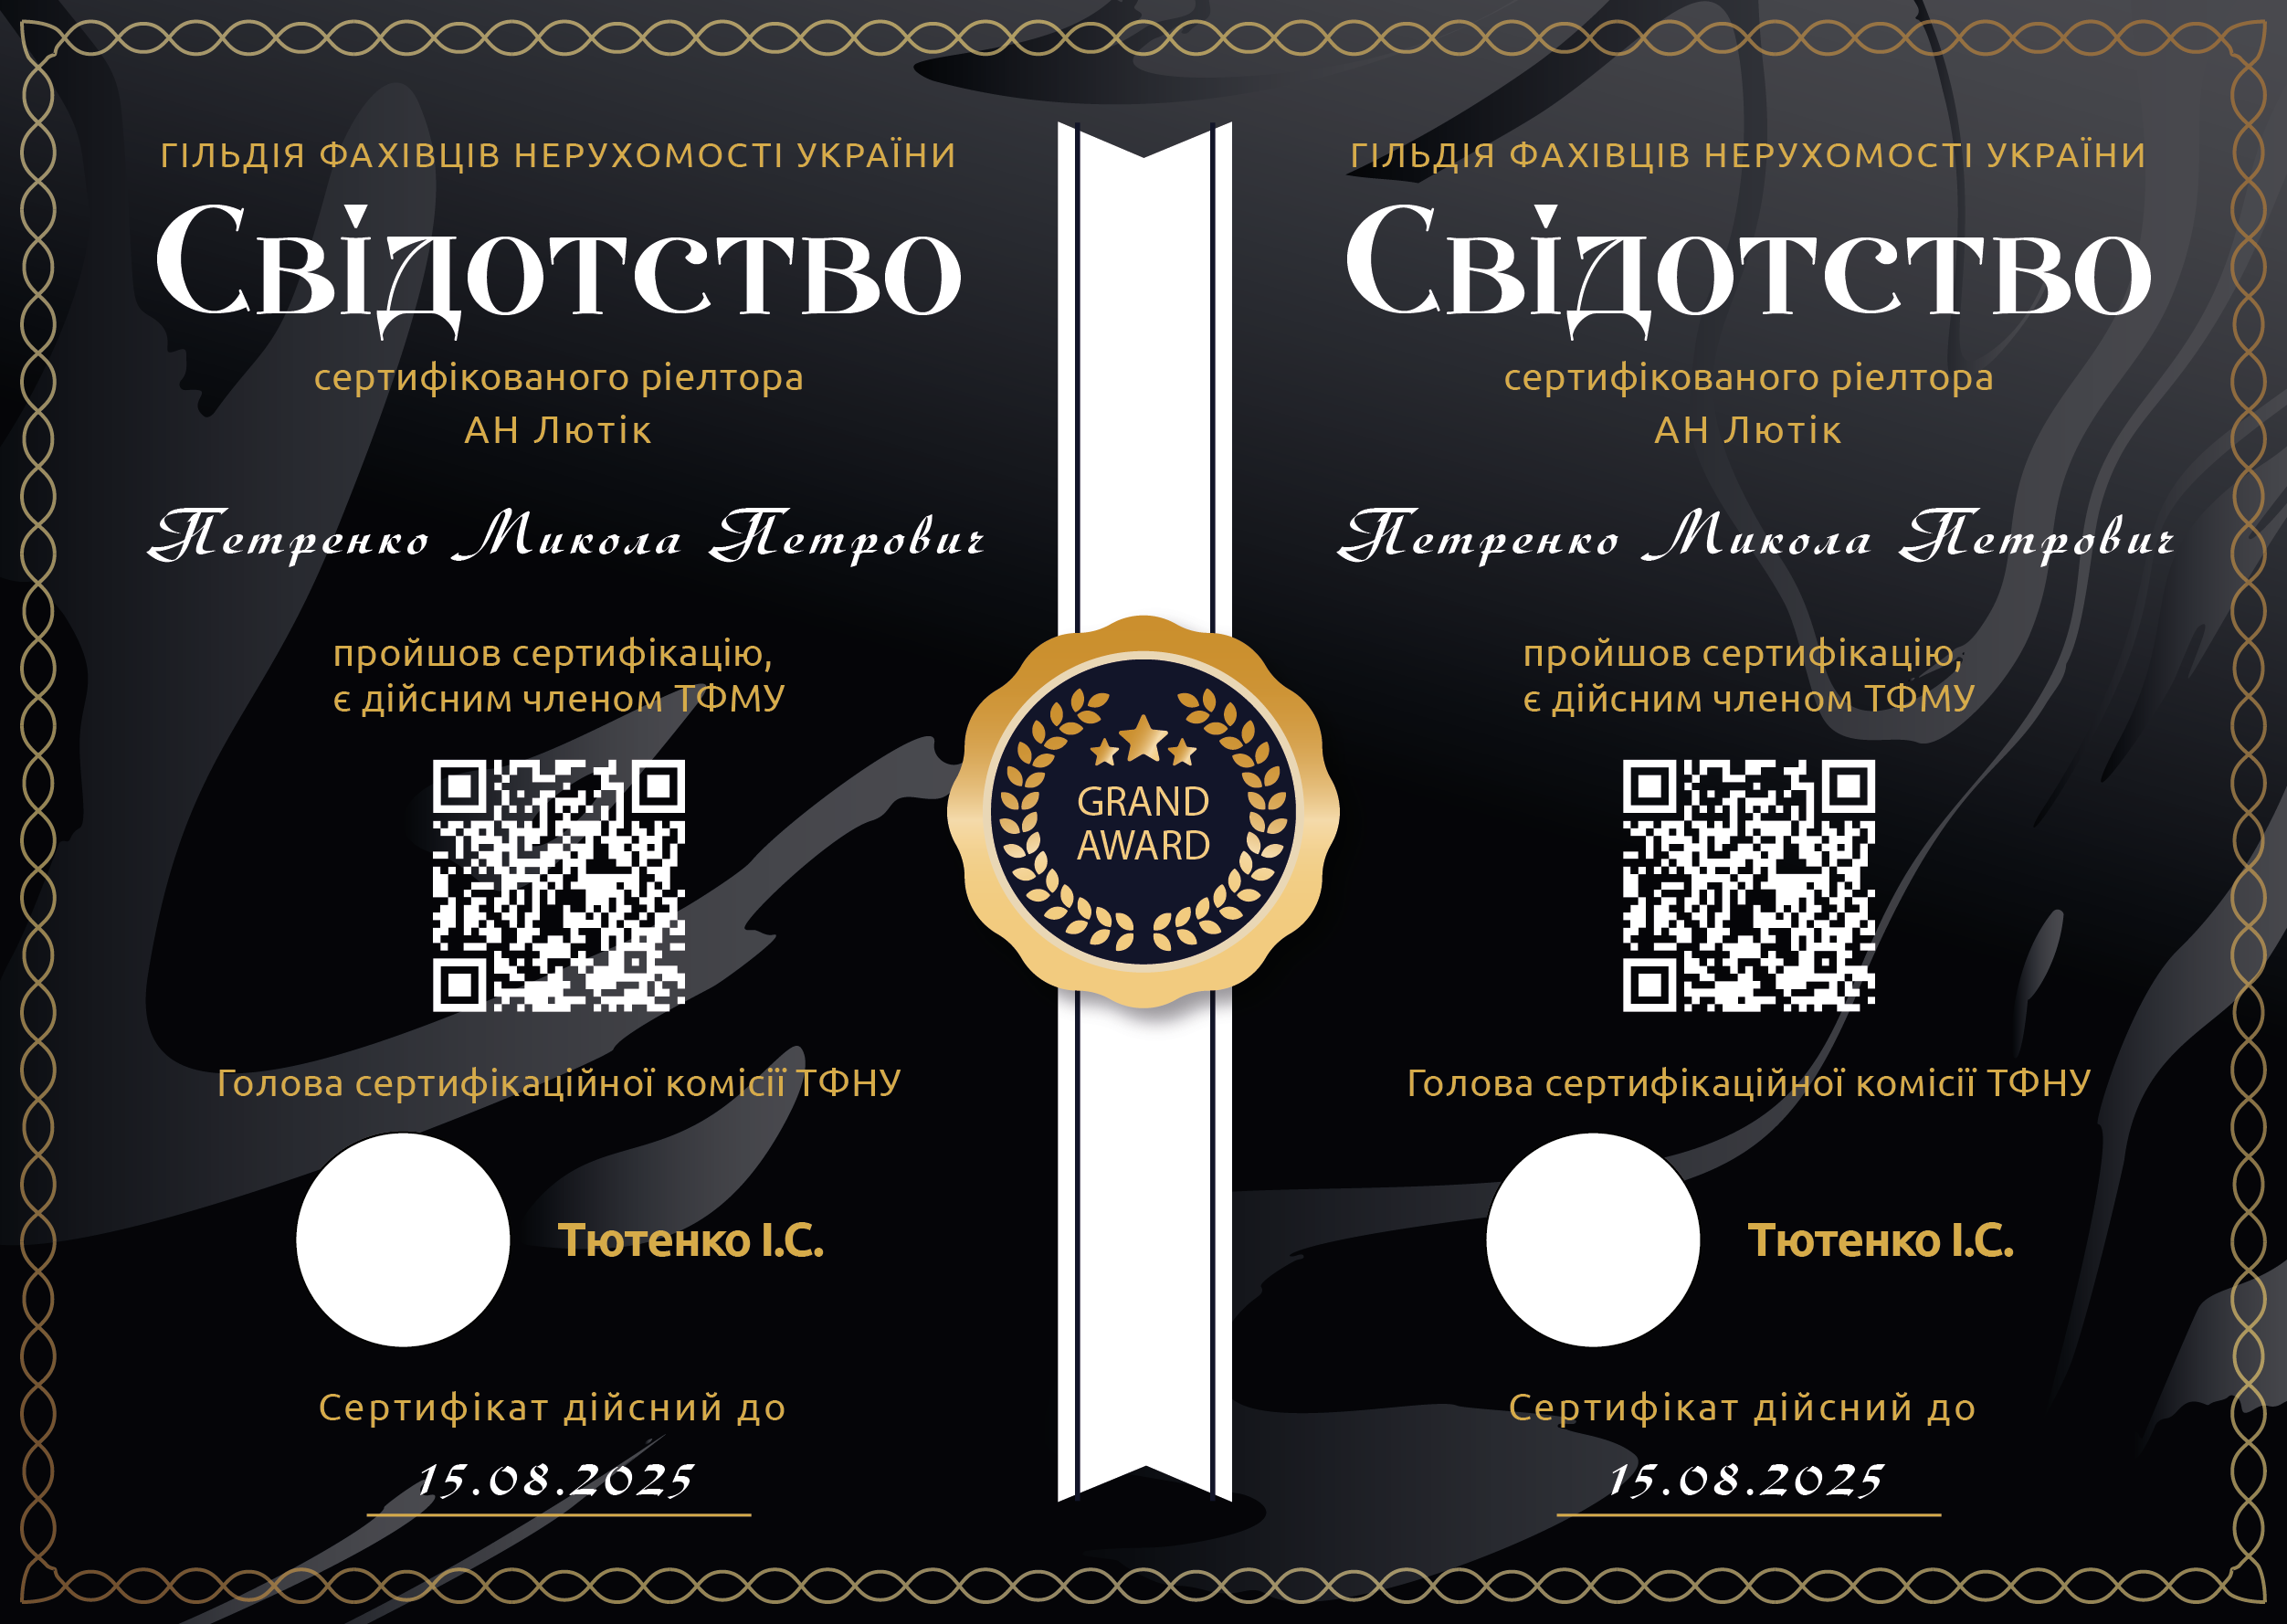 ГІЛЬДІЯ ФАХІВЦІВ НЕРУХОМОСТІ УКРАЇНИ
Свідотство
сертифікованого ріелтора
АН Лютік
Петренко Микола Петрович
пройшов сертифікацію,
є дійсним членом ТФМУ
Голова сертифікаційної комісії ТФНУ
Тютенко І.С.
Сертифікат дійсний до
15.08.2025
GRAND
AWARD
ГІЛЬДІЯ ФАХІВЦІВ НЕРУХОМОСТІ УКРАЇНИ
Свідотство
сертифікованого ріелтора
АН Лютік
Петренко Микола Петрович
пройшов сертифікацію,
є дійсним членом ТФМУ
Голова сертифікаційної комісії ТФНУ
Тютенко І.С.
Сертифікат дійсний до
15.08.2025